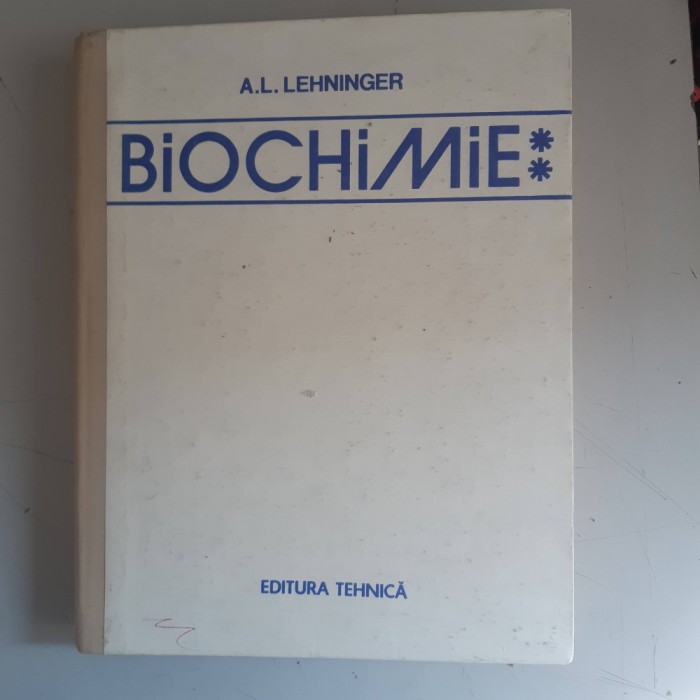 A.L. LEHNINGER
BiOCHiMiE **
EDITURA TEHNICĂ